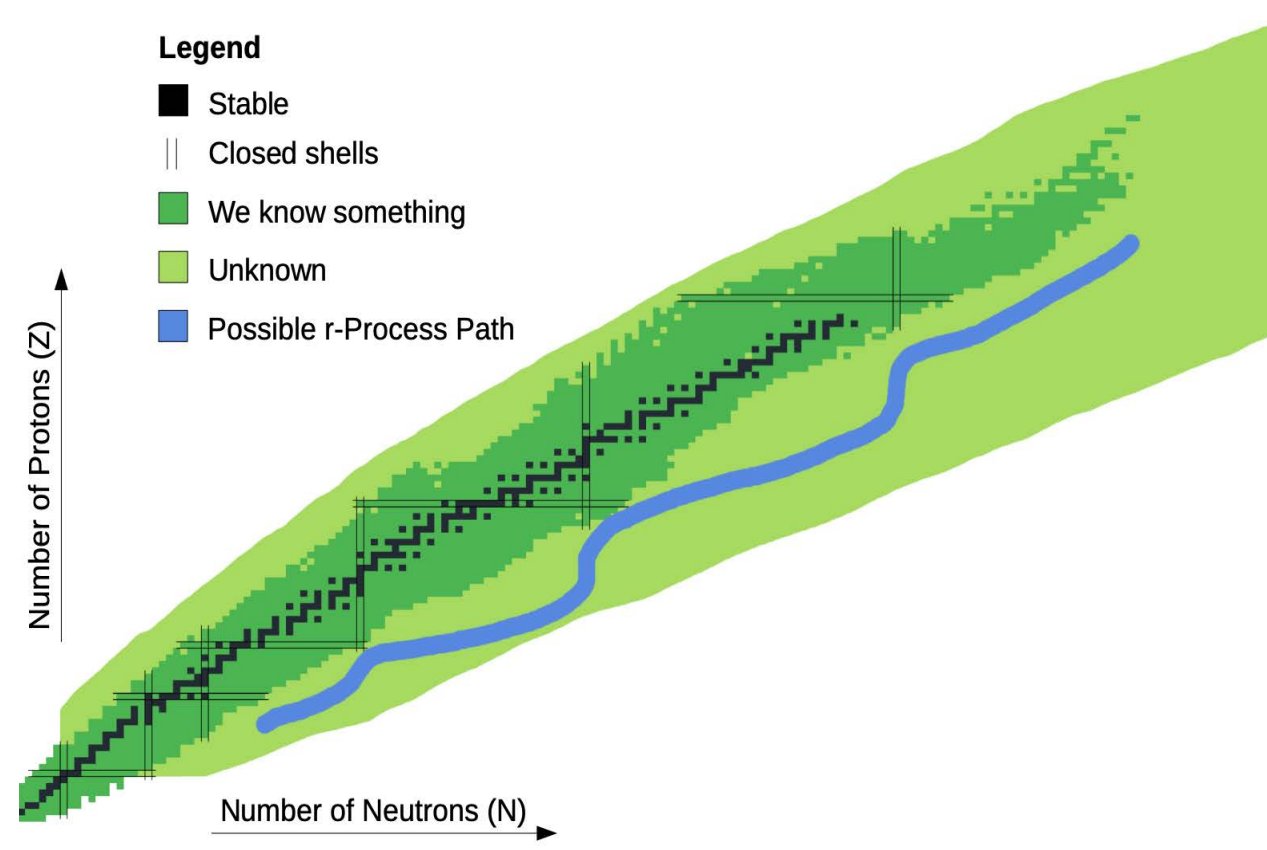 Legend
Stable
Closed shells
We know something
Unknown
Possible r-Process Path
Number of Protons (Z)
Number of Neutrons (N)